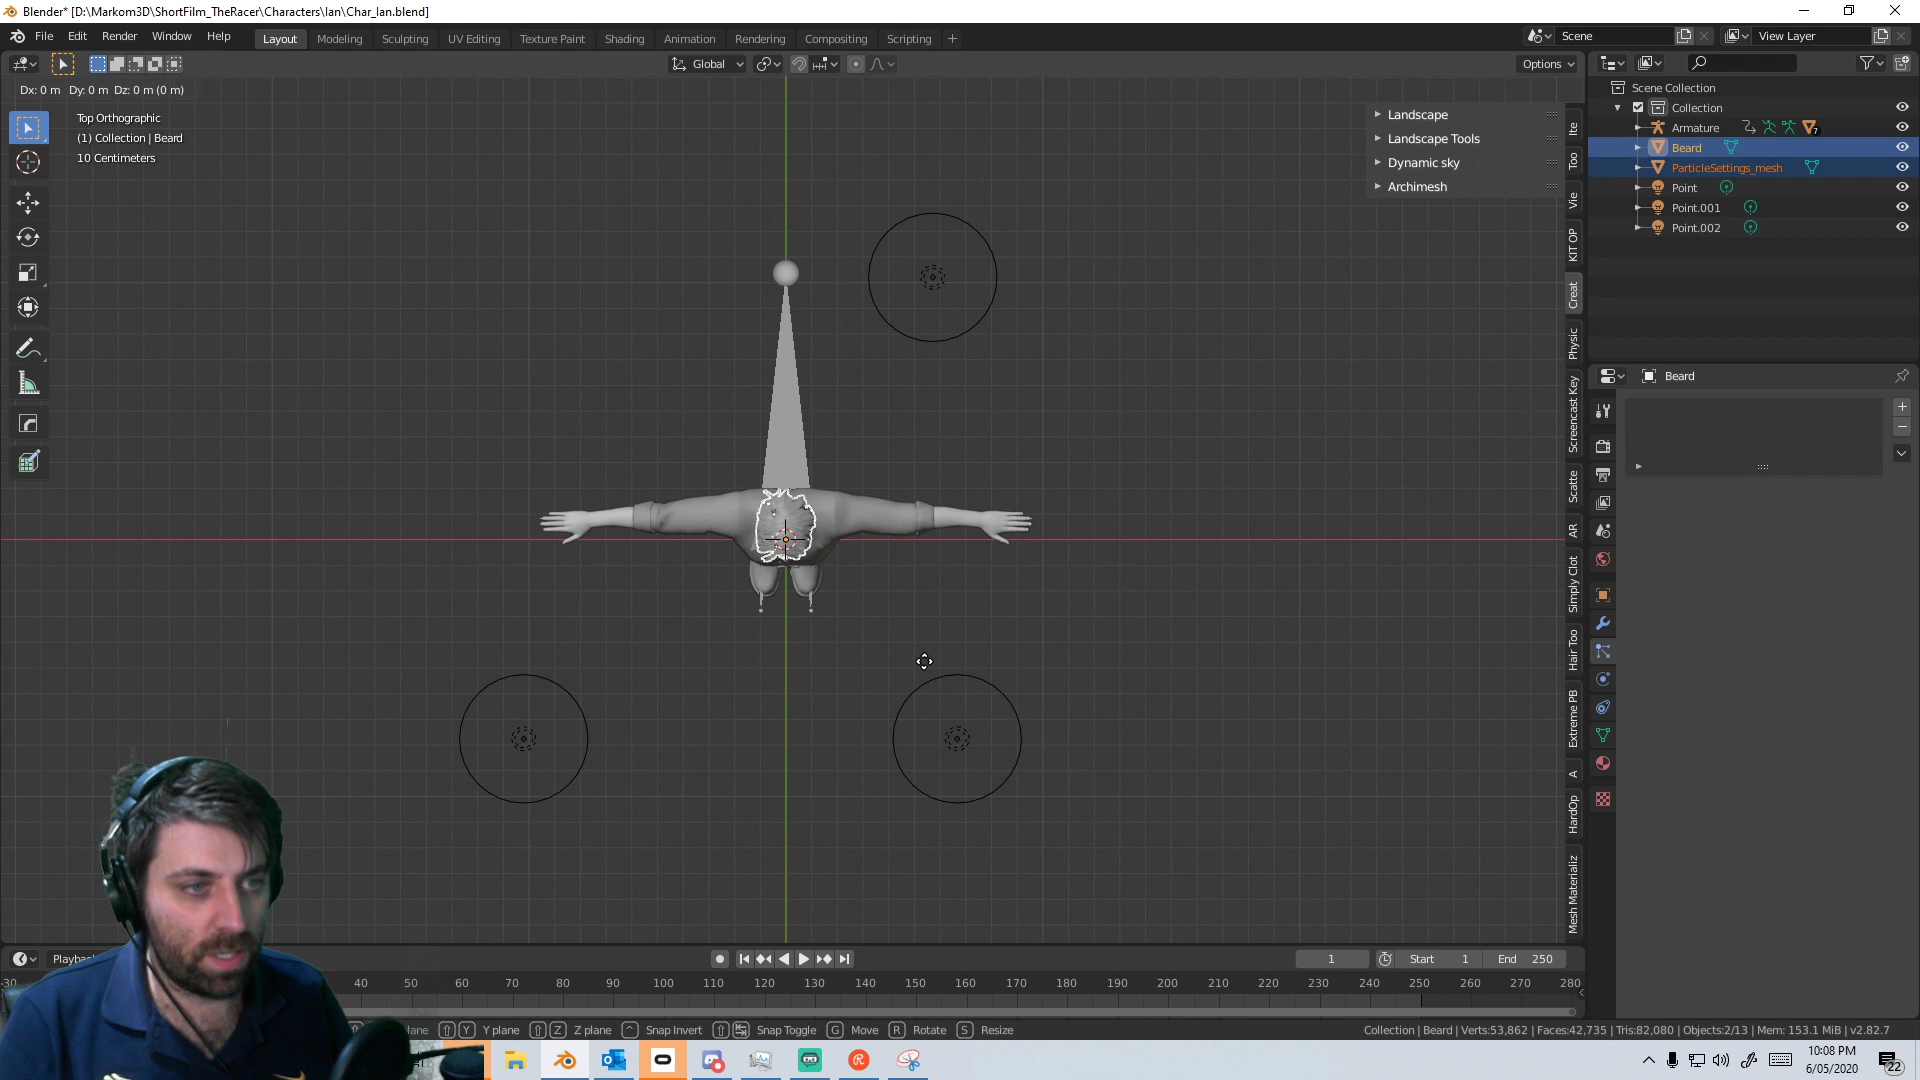 Blender* [D:\Markom3D\ShortFilm_TheRacer\Characters\Ian\Char_Ian.blend]
File Edit Render Window Help
Layout Modeling Sculpting UV Editing Texture Paint Shading Animation Rendering Compositing Scripting
Scene
View Layer
Global
Options
Dx: 0 m Dy: 0 m Dz: 0 m (0 m)
Top Orthographic
(1) Collection | Beard
10 Centimeters
Landscape
Landscape Tools
Dynamic sky
Archimesh
Ite
Too
Vie
KIT OP
Creat
Physic
Screencast Key
Scatte
AR
Simply Clot
Hair Too
Extreme PB
A
HardOp
Mesh Materializ
Scene Collection
Collection
Armature
7
Beard
ParticleSettings_mesh
Point
Point.001
Point.002
Beard
Playba
1
Start 1
End 250
-30 40 50 60 70 80 90 100 110 120 130 140 150 160 170 180 190 200 210 220 230 240 250 260 270 280
Y Y plane Z Z plane Snap Invert Snap Toggle G Move R Rotate S Resize
Collection | Beard | Verts:53,862 | Faces:42,735 | Tris:82,080 | Objects:2/13 | Mem: 153.1 MiB | v2.82.7
10:08 PM
6/05/2020
22